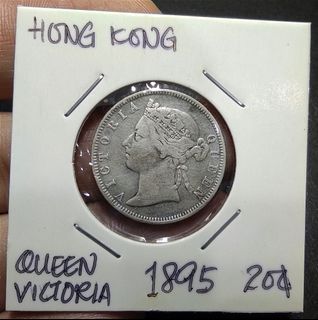 HONG KONG
VICTORIA QUEEN
QUEEN
VICTORIA
1895 20¢